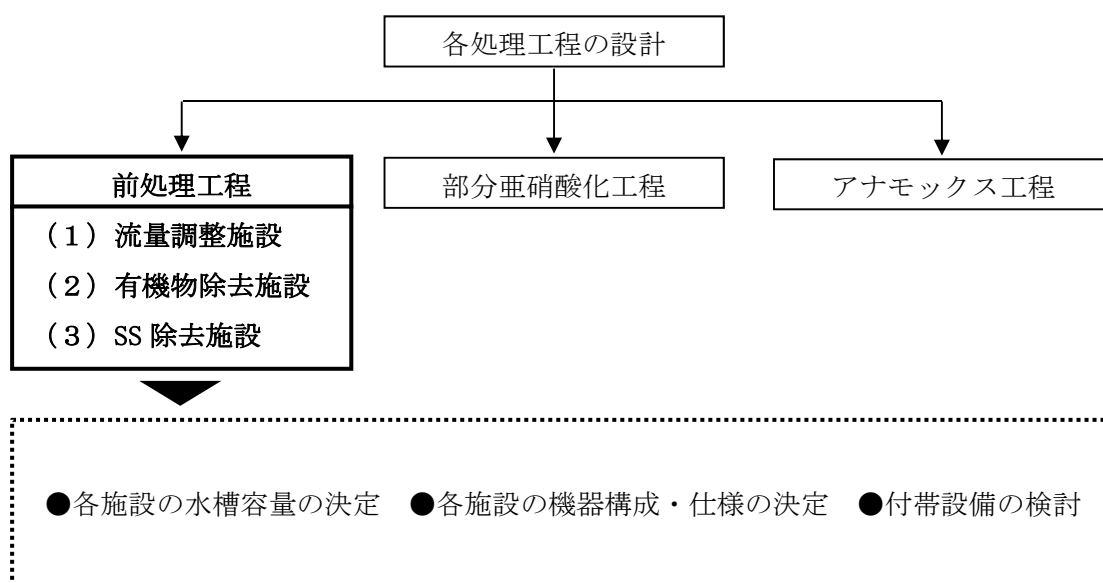 各処理工程の設計
前処理工程
（１）流量調整施設
（２）有機物除去施設
（３）SS 除去施設
部分亜硝酸化工程
アナモックス工程
●各施設の水槽容量の決定　●各施設の機器構成・仕様の決定　●付帯設備の検討